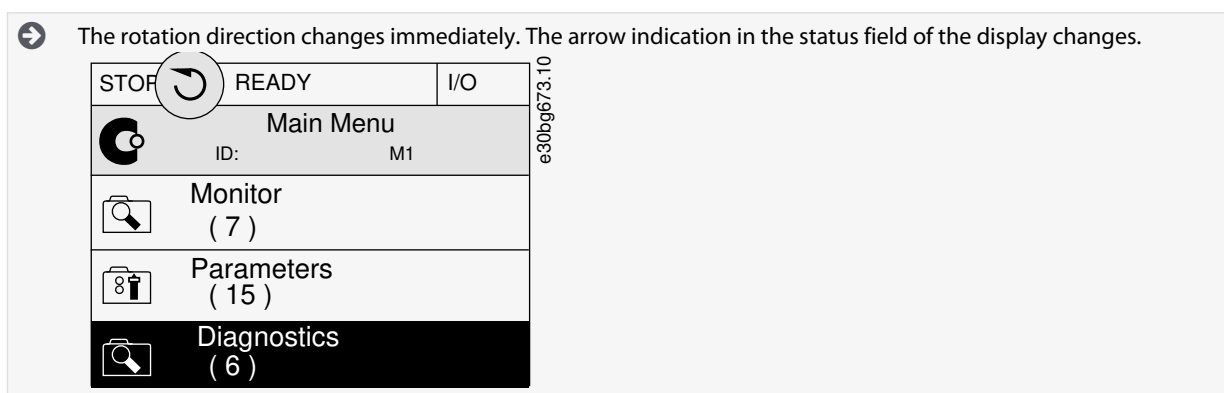 The rotation direction changes immediately. The arrow indication in the status field of the display changes.
STOP READY I/O
Main Menu
ID: M1
Monitor
( 7 )
Parameters
( 15 )
Diagnostics
( 6 )
e30bg673.10